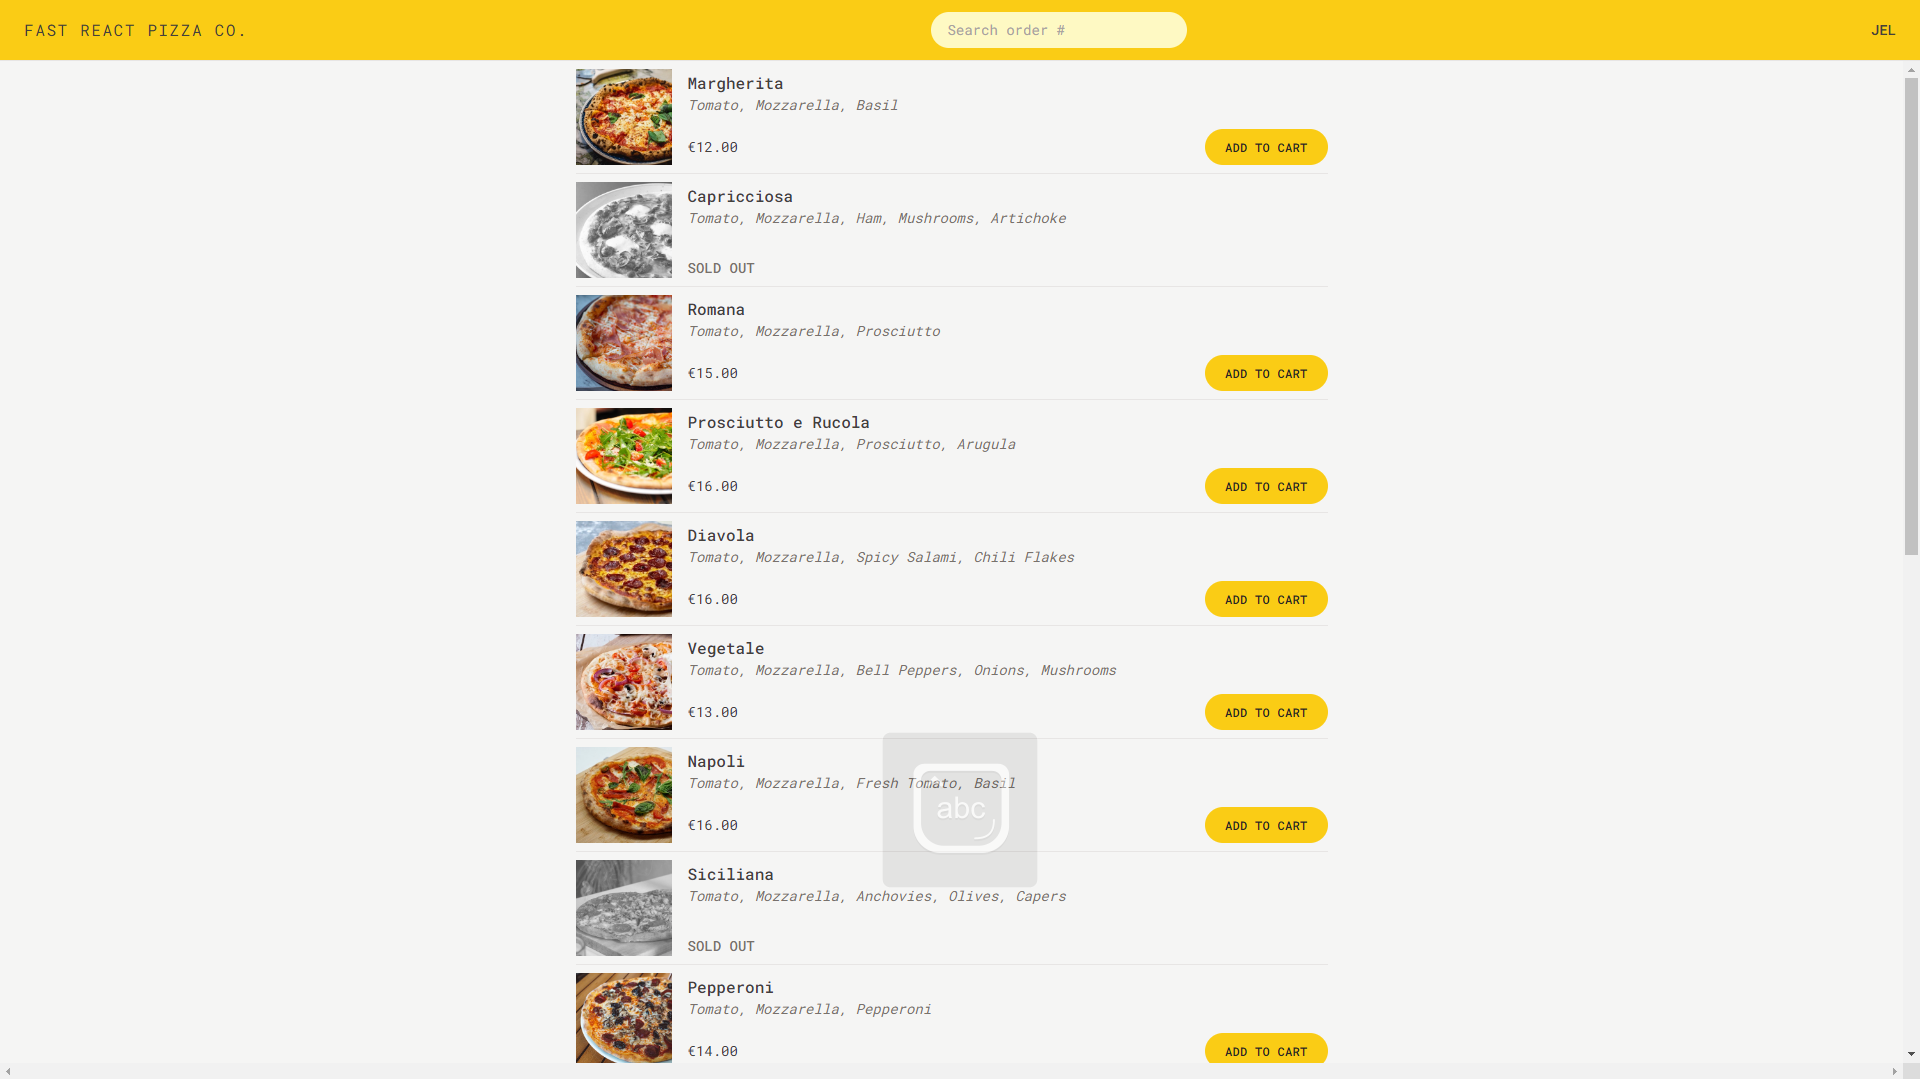 FAST REACT PIZZA CO.
Search order #
JEL
Margherita
Tomato, Mozzarella, Basil
€12.00
ADD TO CART
Capricciosa
Tomato, Mozzarella, Ham, Mushrooms, Artichoke
SOLD OUT
Romana
Tomato, Mozzarella, Prosciutto
€15.00
ADD TO CART
Prosciutto e Rucola
Tomato, Mozzarella, Prosciutto, Arugula
€16.00
ADD TO CART
Diavola
Tomato, Mozzarella, Spicy Salami, Chili Flakes
€16.00
ADD TO CART
Vegetale
Tomato, Mozzarella, Bell Peppers, Onions, Mushrooms
€13.00
ADD TO CART
Napoli
Tomato, Mozzarella, Fresh Tomato, Basil
abc
€16.00
ADD TO CART
Siciliana
Tomato, Mozzarella, Anchovies, Olives, Capers
SOLD OUT
Pepperoni
Tomato, Mozzarella, Pepperoni
€14.00
ADD TO CART